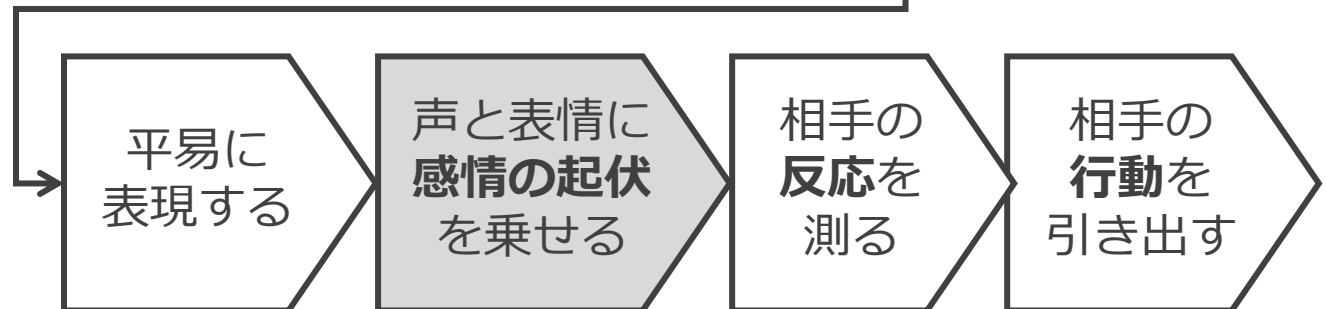 平易に
表現する
声と表情に
感情の起伏
を乗せる
相手の
反応を
測る
相手の
行動を
引き出す